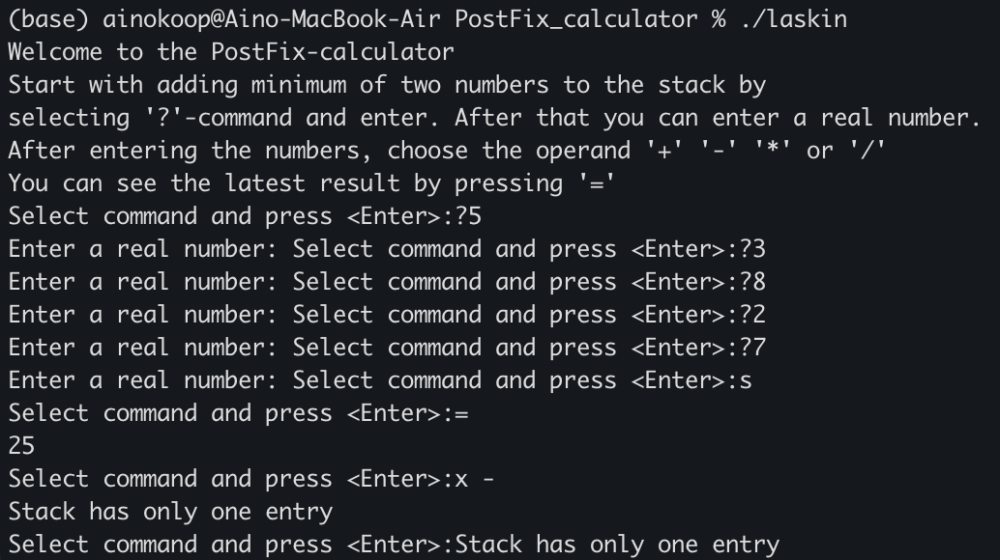 (base) ainokoop@Aino-MacBook-Air PostFix_calculator % ./laskin
Welcome to the PostFix-calculator
Start with adding minimum of two numbers to the stack by
selecting '?'-command and enter. After that you can enter a real number.
After entering the numbers, choose the operand '+' '-' '*' or '/'
You can see the latest result by pressing '='
Select command and press <Enter>:?5
Enter a real number: Select command and press <Enter>:?3
Enter a real number: Select command and press <Enter>:?8
Enter a real number: Select command and press <Enter>:?2
Enter a real number: Select command and press <Enter>:?7
Enter a real number: Select command and press <Enter>:s
Select command and press <Enter>:=
25
Select command and press <Enter>:x -
Stack has only one entry
Select command and press <Enter>:Stack has only one entry